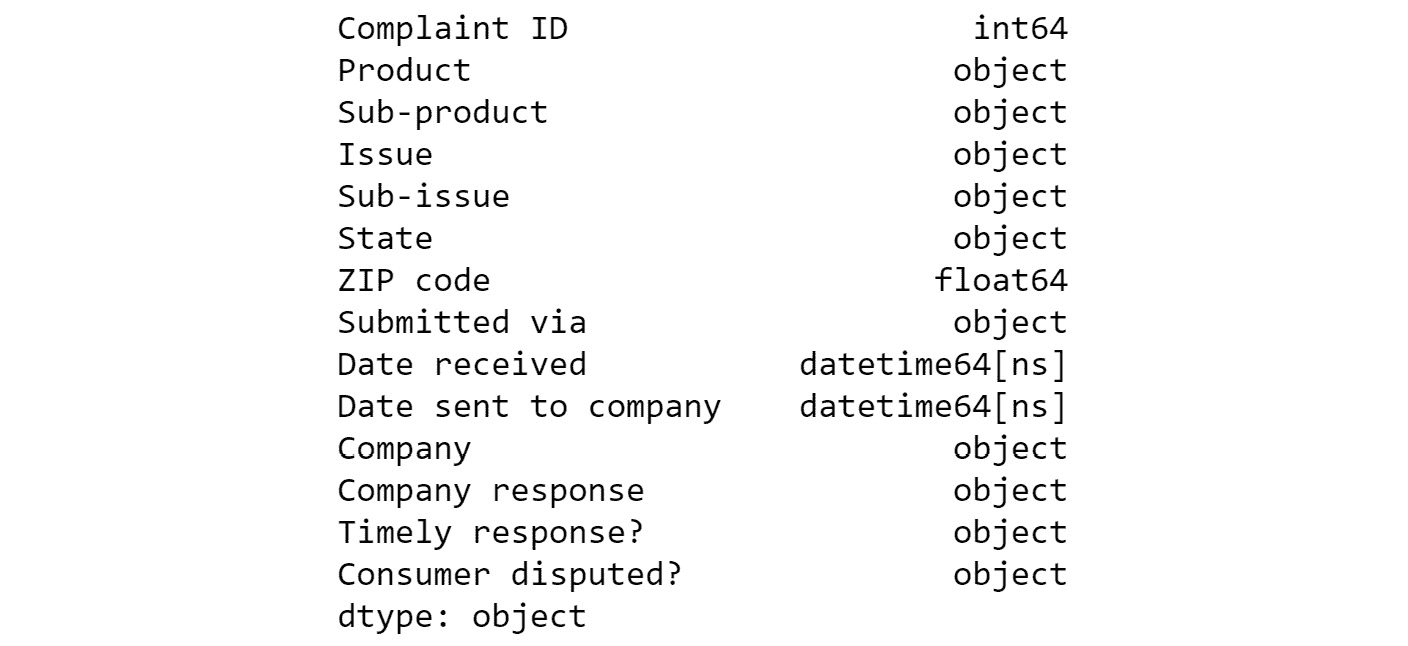 Complaint ID int64
Product object
Sub-product object
Issue object
Sub-issue object
State object
ZIP code float64
Submitted via object
Date received datetime64[ns]
Date sent to company datetime64[ns]
Company object
Company response object
Timely response? object
Consumer disputed? object
dtype: object